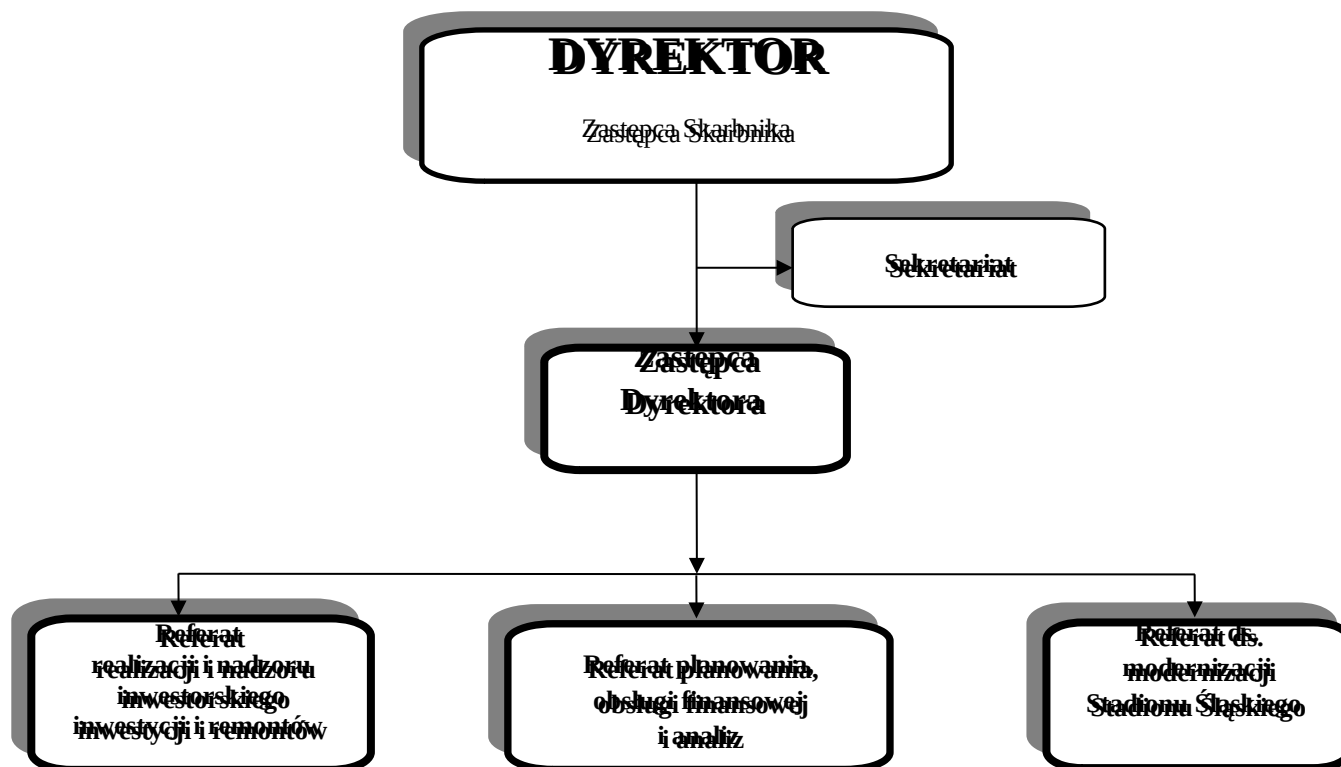 DYREKTOR
Zastępca Skarbnika
Sekretariat
Zastępca
Dyrektora
Referat
realizacji i nadzoru
inwestorskiego
inwestycji i remontów
Referat planowania,
obsługi finansowej
i analiz
Referat ds.
modernizacji
Stadionu Śląskiego